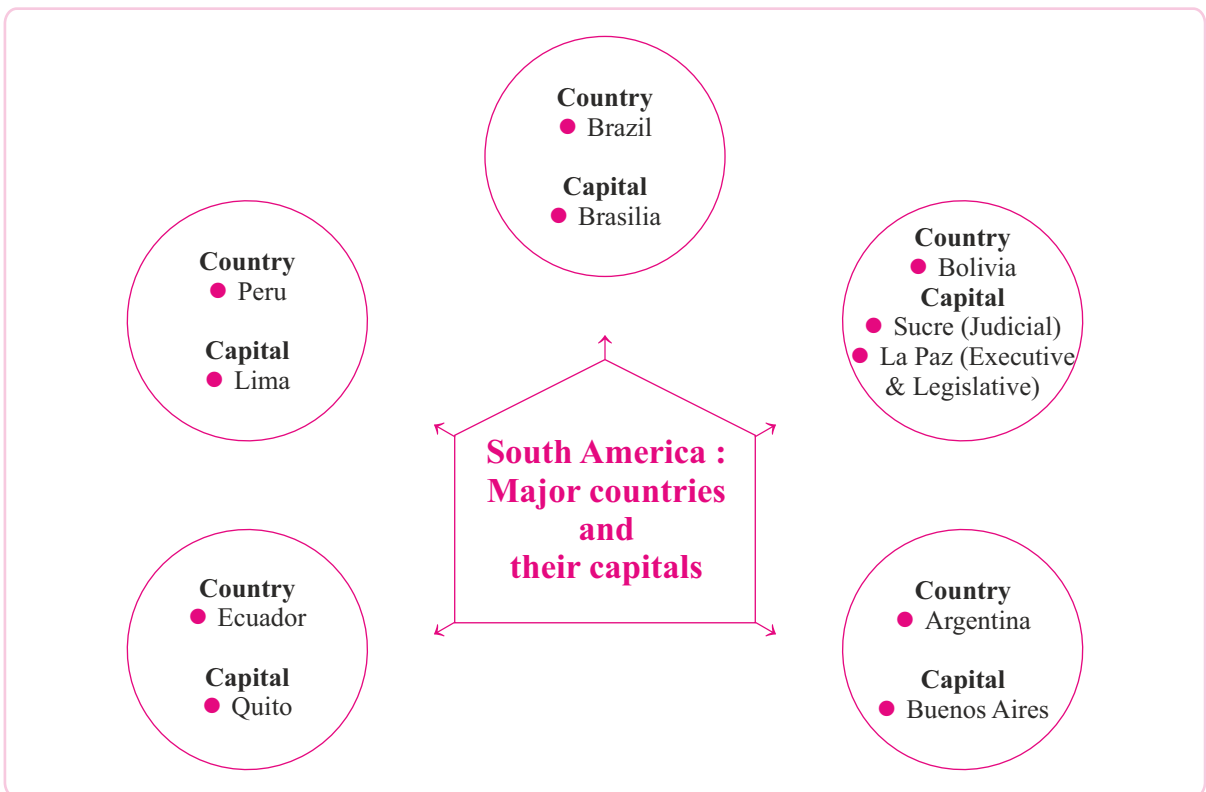 Country
● Brazil
Capital
● Brasilia
Country
● Peru
Capital
● Lima
Country
● Bolivia
Capital
● Sucre (Judicial)
● La Paz (Executive
& Legislative)
South America :
Major countries
and
their capitals
Country
● Ecuador
Capital
● Quito
Country
● Argentina
Capital
● Buenos Aires